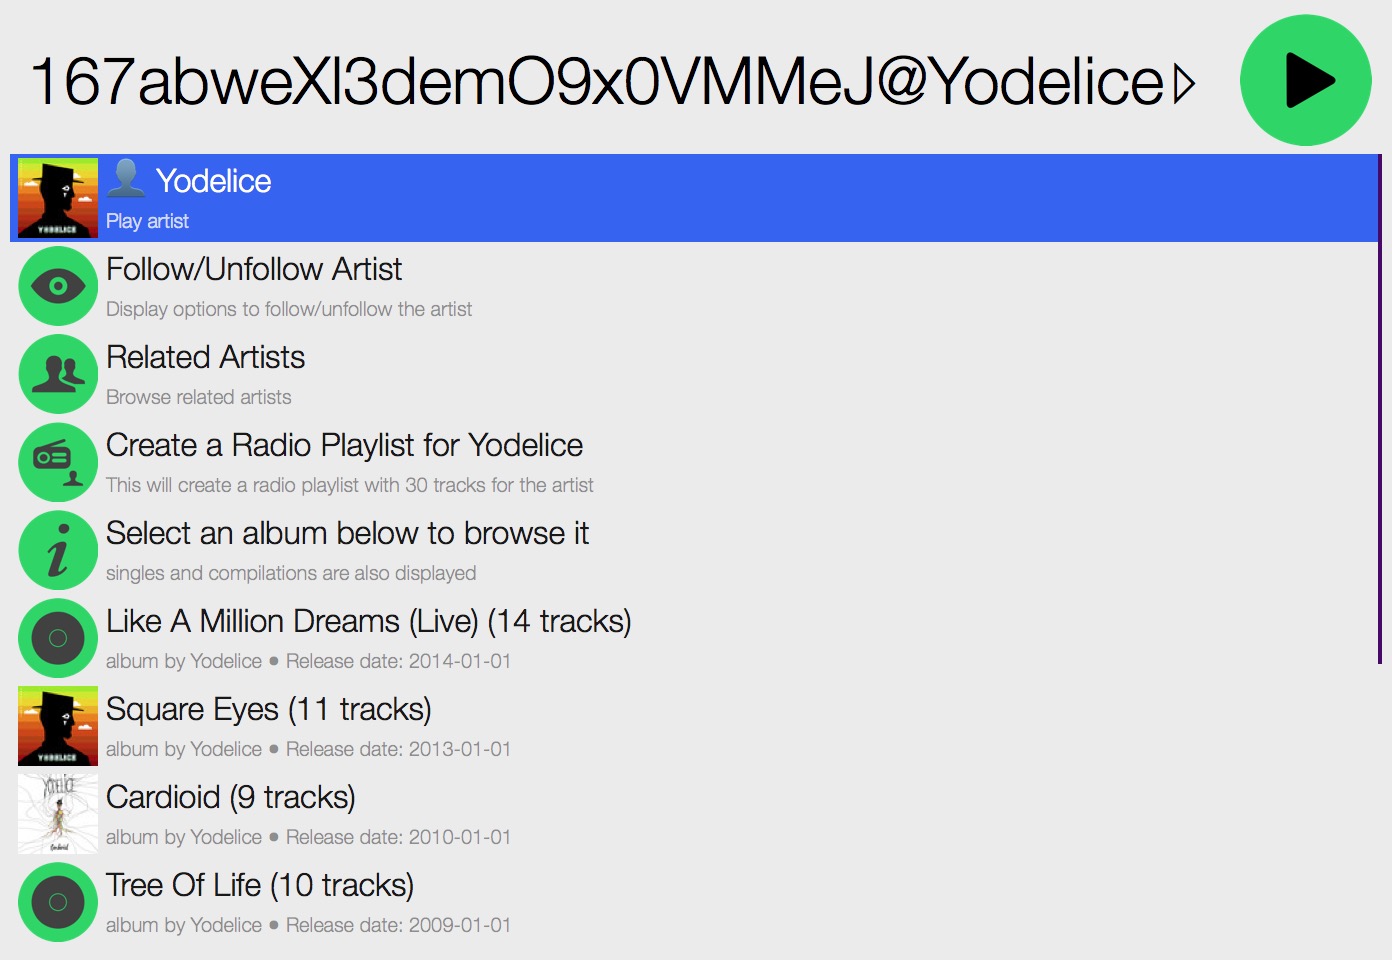 167abweXl3demO9x0VMMeJ@Yodelice▹
Yodelice
Play artist
YODELICE
Follow/Unfollow Artist
Display options to follow/unfollow the artist
Related Artists
Browse related artists
Create a Radio Playlist for Yodelice
This will create a radio playlist with 30 tracks for the artist
Select an album below to browse it
singles and compilations are also displayed
Like A Million Dreams (Live) (14 tracks)
album by Yodelice • Release date: 2014-01-01
Square Eyes (11 tracks)
album by Yodelice • Release date: 2013-01-01
YODELICE
YODELICE
Cardioid (9 tracks)
album by Yodelice • Release date: 2010-01-01
Cardioid
Tree Of Life (10 tracks)
album by Yodelice • Release date: 2009-01-01